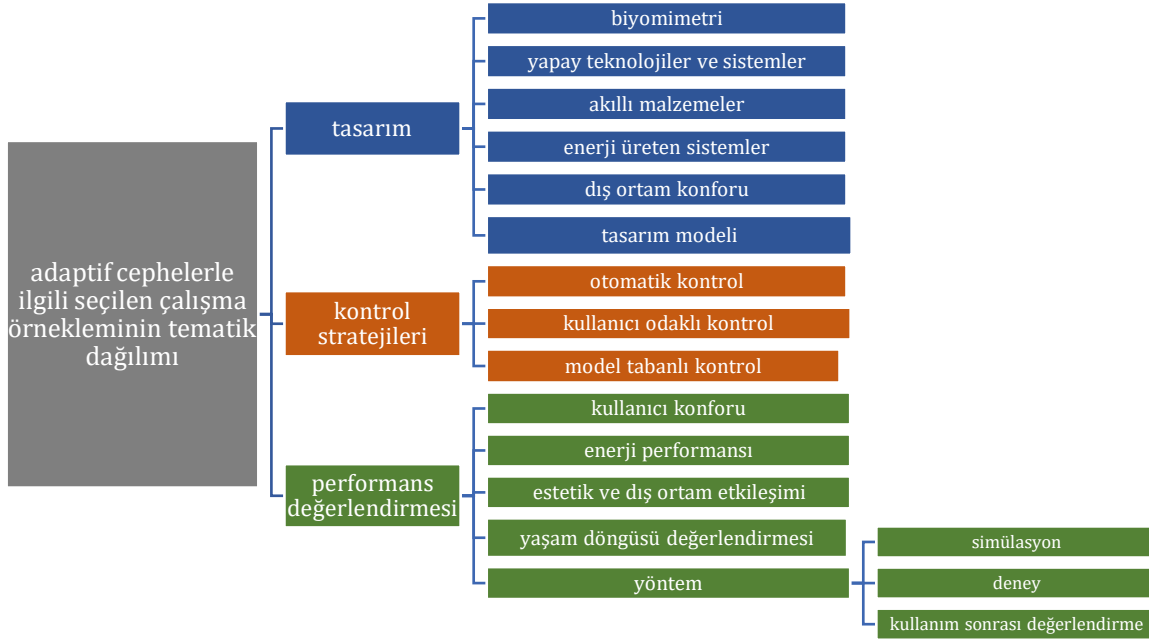 adaptif cephelerle
ilgili seçilen çalışma
örnekleminin tematik
dağılımı
tasarım
biyomimetri
yapay teknolojiler ve sistemler
akıllı malzemeler
enerji üreten sistemler
dış ortam konforu
tasarım modeli
kontrol
stratejileri
otomatik kontrol
kullanıcı odaklı kontrol
model tabanlı kontrol
performans
değerlendirmesi
kullanıcı konforu
enerji performansı
estetik ve dış ortam etkileşimi
yaşam döngüsü değerlendirmesi
yöntem
simülasyon
deney
kullanım sonrası değerlendirme